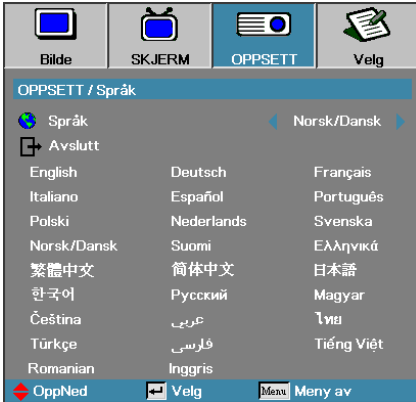 Bilde SKJERM OPPSETT Velg
OPPSETT / Språk
Språk Norsk/Dansk
Avslutt
English Deutsch Français
Italiano Español Português
Polski Nederlands Svenska
Norsk/Dansk Suomi Ελληνικά
繁體中文 简体中文 日本語
한국어 Русский Magyar
Čeština عربي ไทย
Türkçe فارسی Tiếng Việt
Romanian Inggris
OppNed Velg Menu Meny av